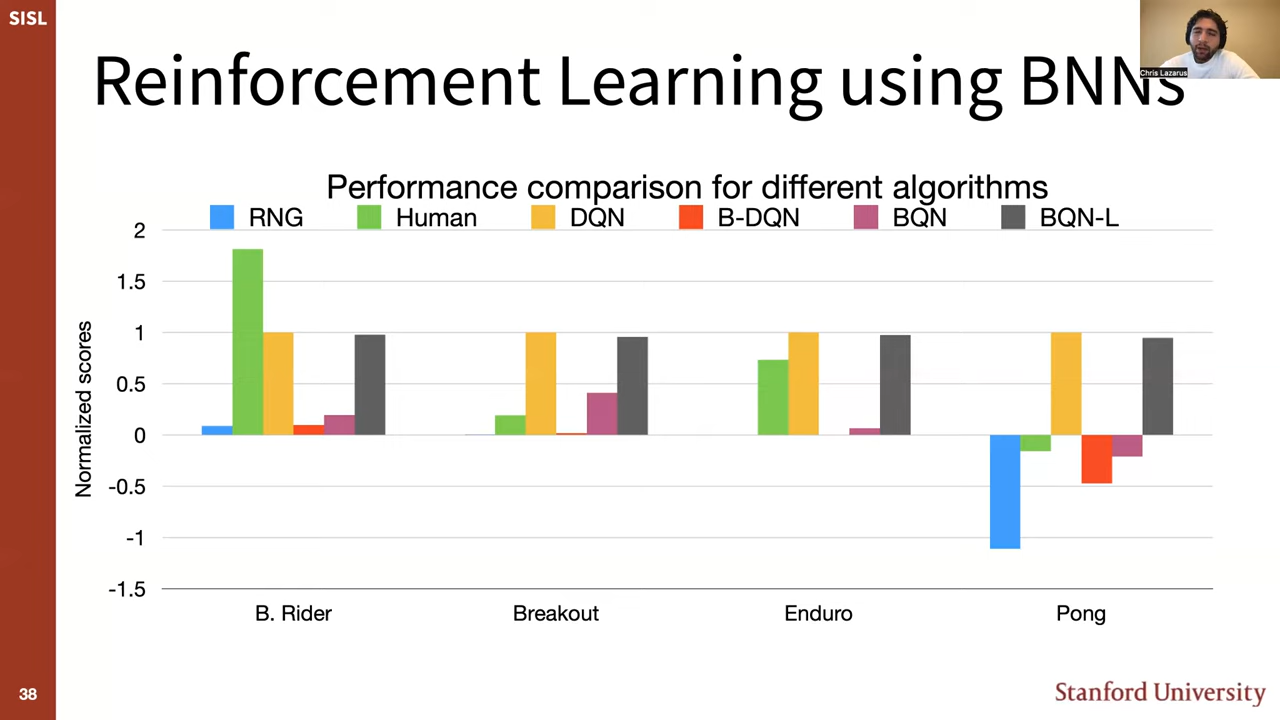 SISL
Chris Lazarus
Reinforcement Learning using BNNs
Performance comparison for different algorithms
RNG Human DQN B-DQN BQN BQN-L
Normalized scores
2
1.5
1
0.5
0
-0.5
-1
-1.5
B. Rider Breakout Enduro Pong
38
Stanford University